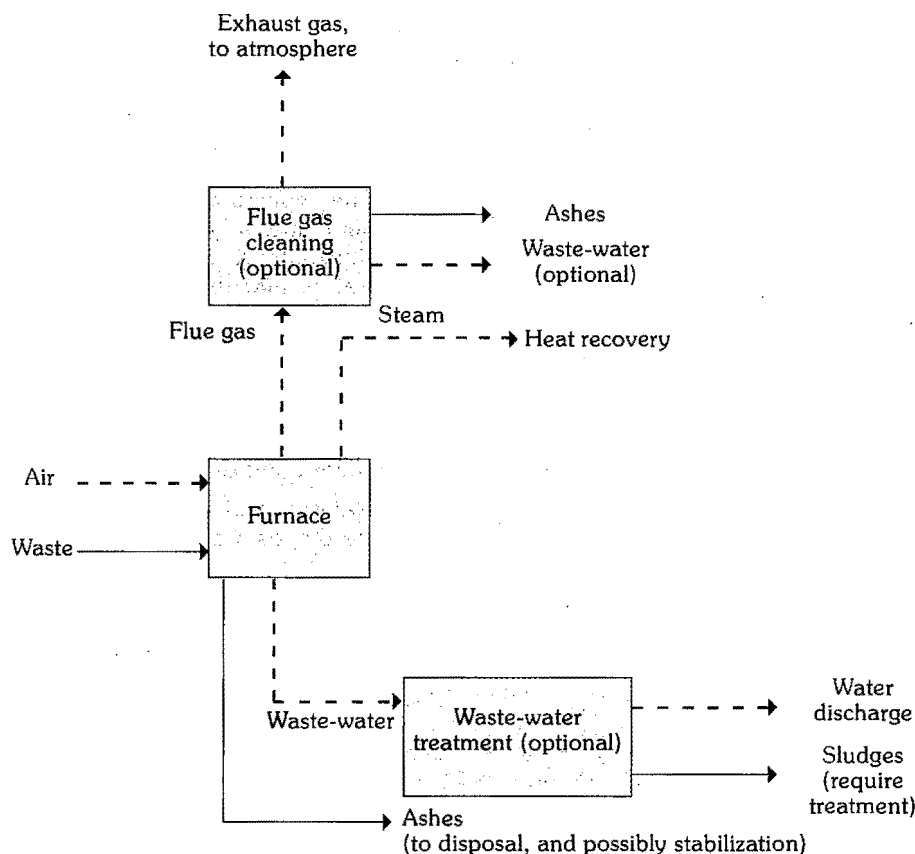 Exhaust gas,
to atmosphere
Flue gas
cleaning
(optional)
Ashes
Waste-water
(optional)
Flue gas
Steam
Heat recovery
Air
Furnace
Waste
Waste-water
Waste-water
treatment (optional)
Water
discharge
Sludges
(require
treatment)
Ashes
(to disposal, and possibly stabilization)